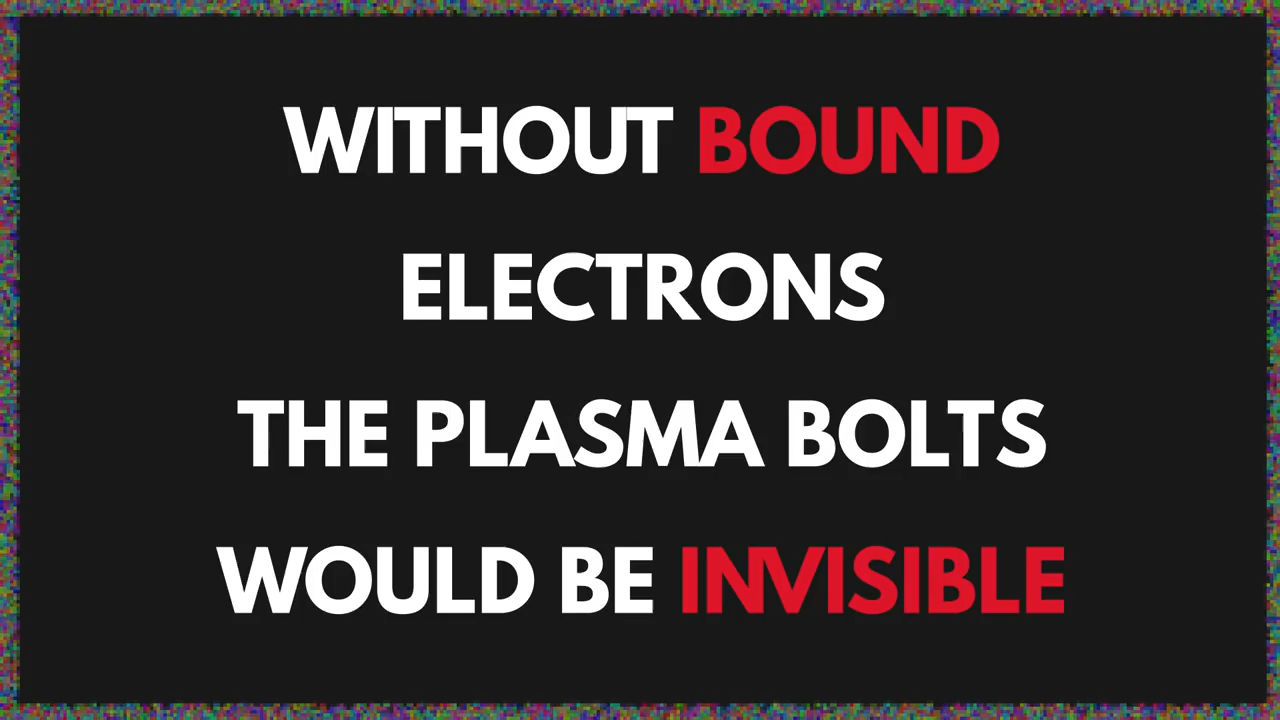 WITHOUT BOUND
ELECTRONS
THE PLASMA BOLTS
WOULD BE INVISIBLE